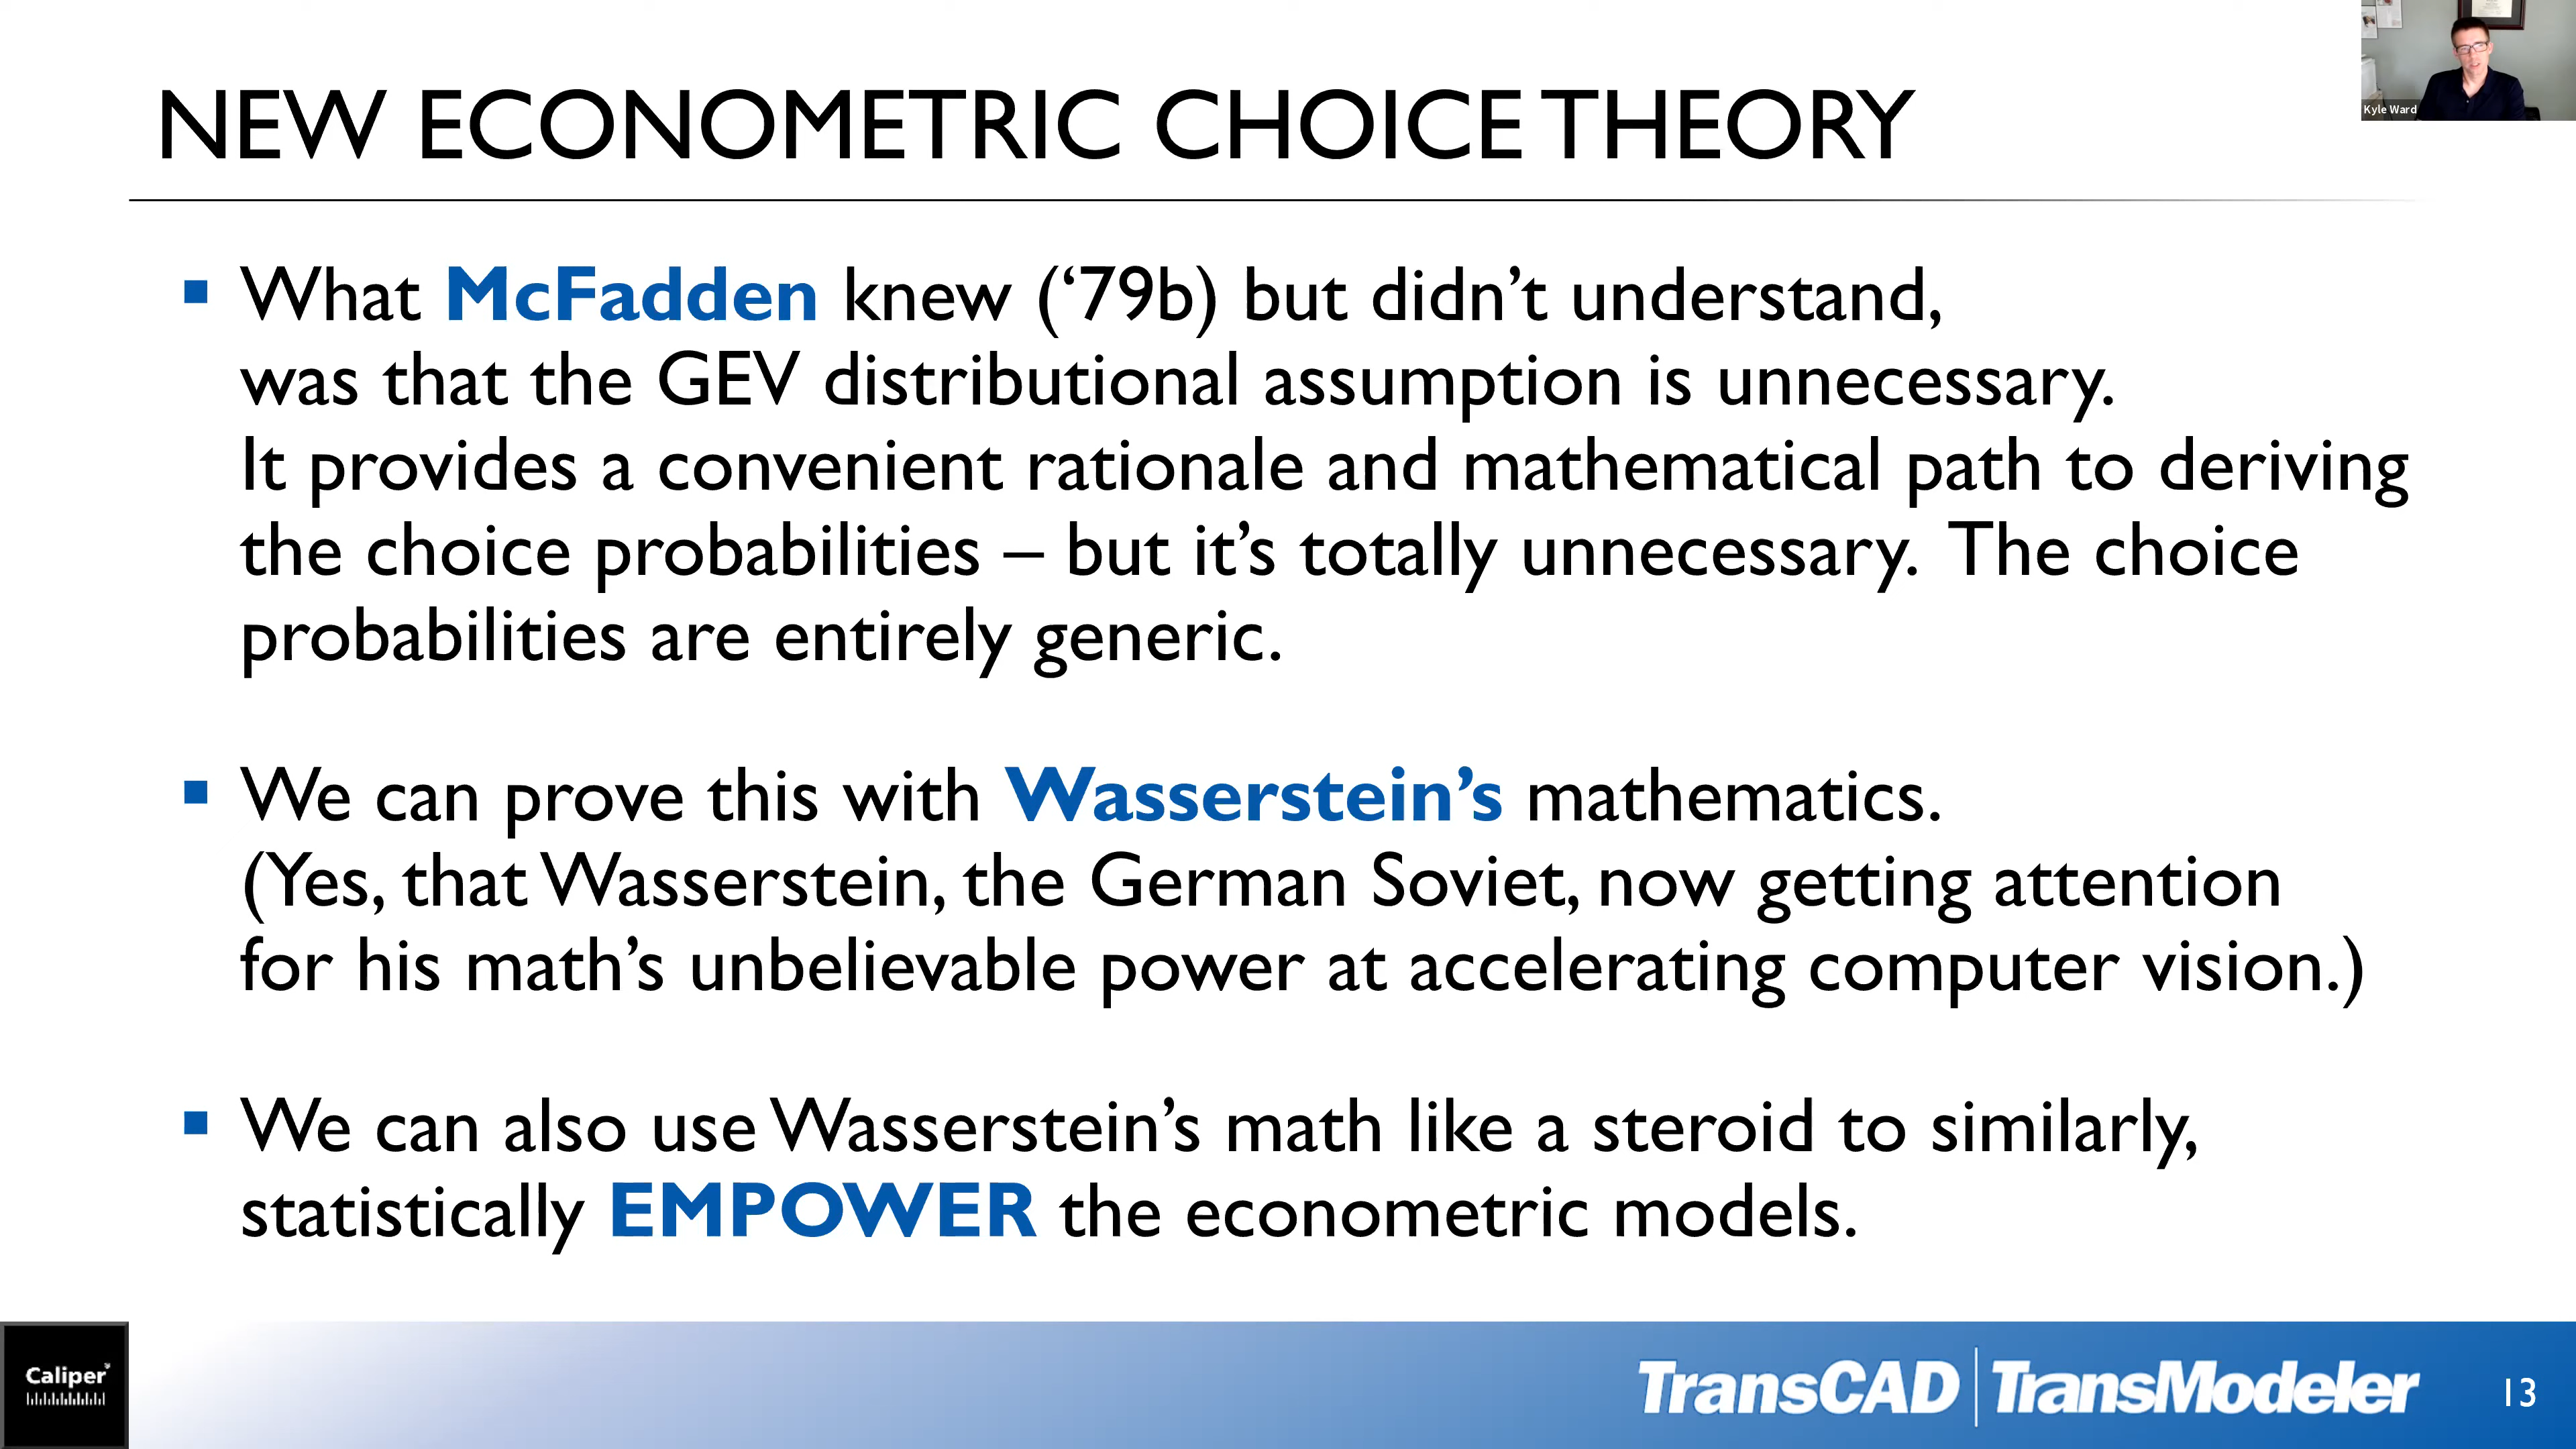 Kyle Ward
NEW ECONOMETRIC CHOICE THEORY
▪ What McFadden knew (‘79b) but didn’t understand,
was that the GEV distributional assumption is unnecessary.
It provides a convenient rationale and mathematical path to deriving
the choice probabilities – but it’s totally unnecessary. The choice
probabilities are entirely generic.
▪ We can prove this with Wasserstein’s mathematics.
(Yes, that Wasserstein, the German Soviet, now getting attention
for his math’s unbelievable power at accelerating computer vision.)
▪ We can also use Wasserstein’s math like a steroid to similarly,
statistically EMPOWER the econometric models.
Caliper
TransCAD | TransModeler
13